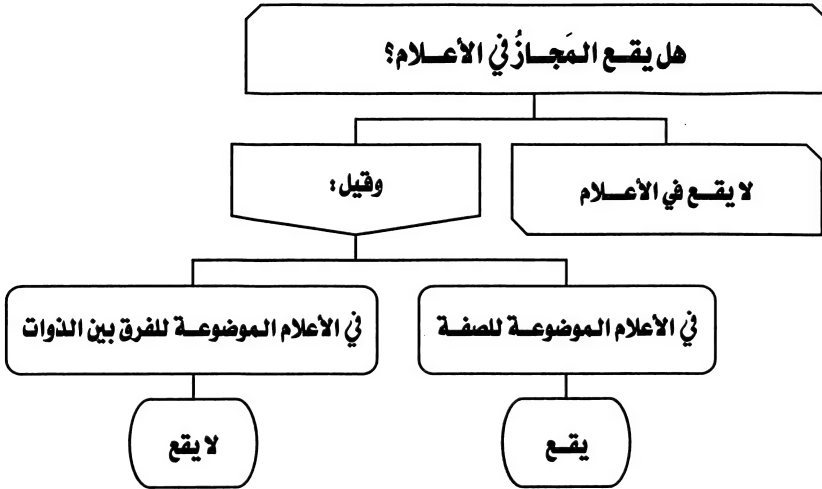 هل يقع المَجازُ في الأعلام؟
لا يقع في الأعلام
وقيل:
في الأعلام الموضوعة للصفة
في الأعلام الموضوعة للفرق بين الذوات
يقع
لا يقع